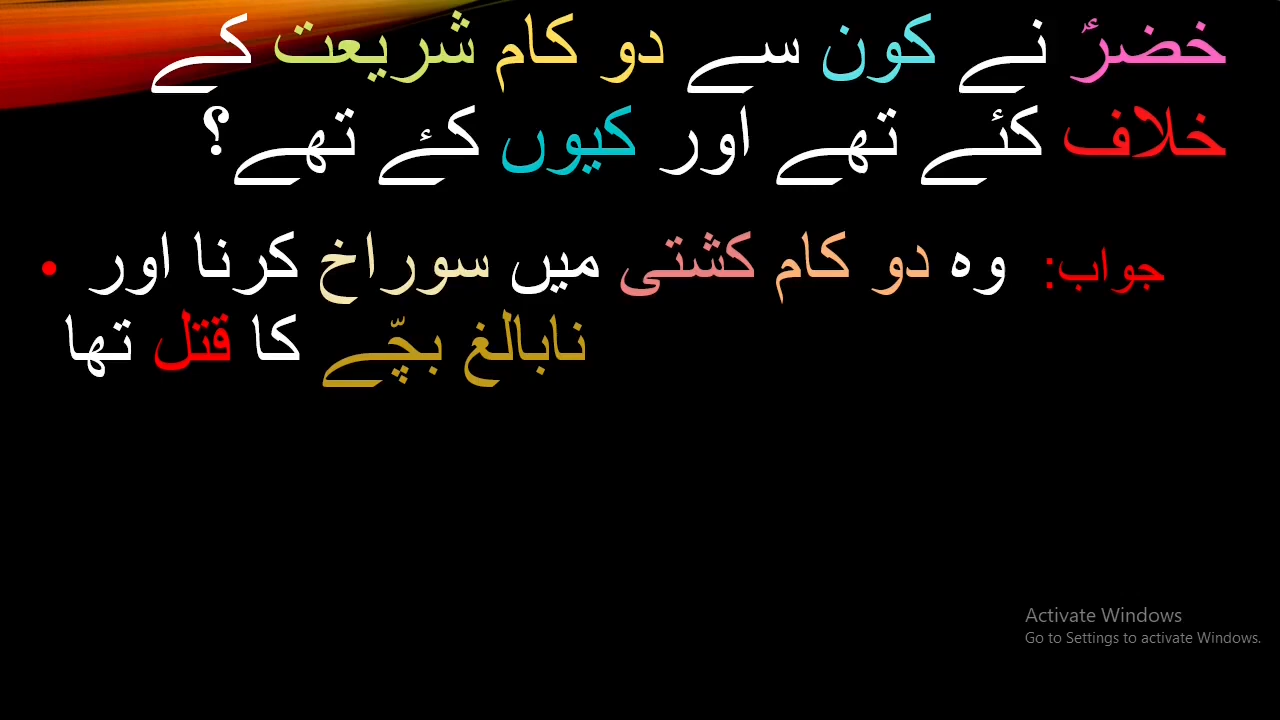 خضرؑ نے کون سے دو کام شریعت کے
خلاف کئے تھے اور کیوں کۓ تھے؟
جواب: وہ دو کام کشتی میں سوراخ کرنا اور
نابالغ بچّے کا قتل تھا
Activate Windows
Go to Settings to activate Windows.